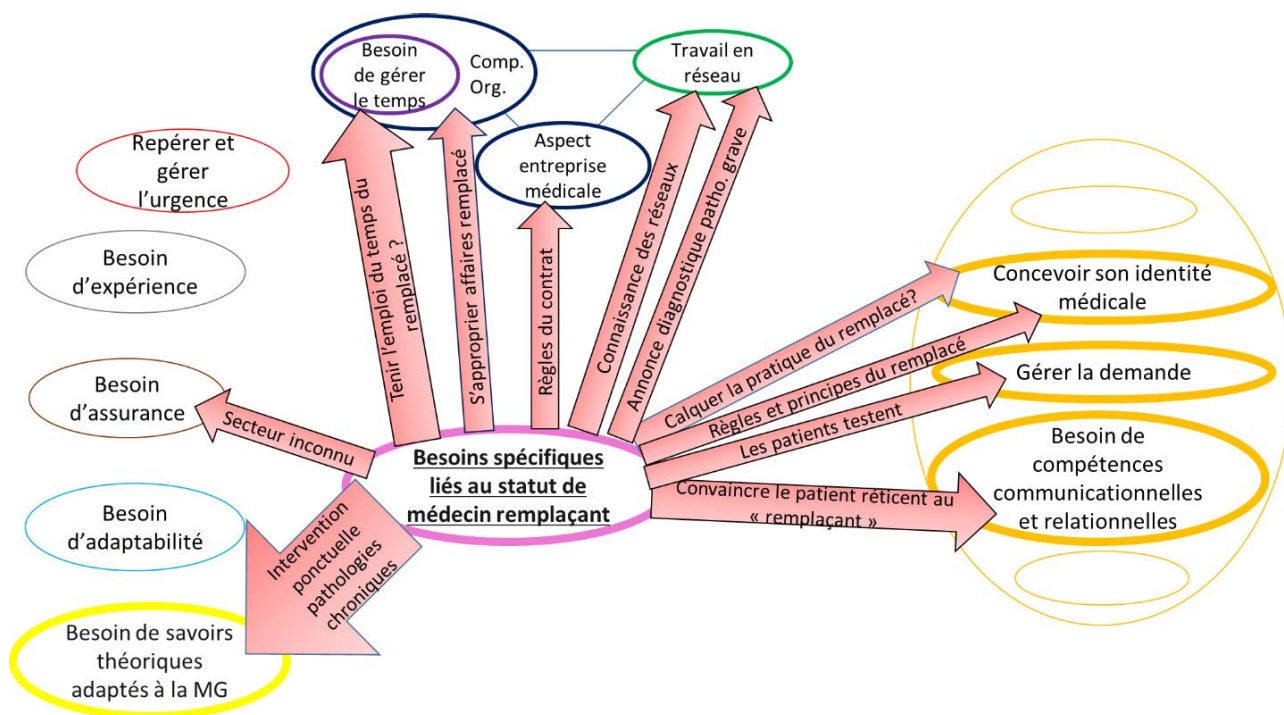 Besoin
de gérer
le temps
Comp.
Org.
Travail en
réseau
Aspect
entreprise
médicale
Repérer et
gérer
l'urgence
Besoin
d'expérience
Besoin
d'assurance
Besoin
d'adaptabilité
Besoin de savoirs
théoriques
adaptés à la MG
Tenir l'emploi du temps du
remplacé ?
S'approprier affaires remplacé
Règles du contrat
Connaissance des réseaux
Annonce diagnostique patho. grave
Calquer la pratique du remplacé?
Règles et principes du remplacé
Les patients testent
Convaincre le patient réticent au
« remplaçant »
Secteur inconnu
Intervention
ponctuelle
pathologies
chroniques
Besoins spécifiques
liés au statut de
médecin remplaçant
Concevoir son identité
médicale
Gérer la demande
Besoin de
compétences
communicationnelles
et relationnelles